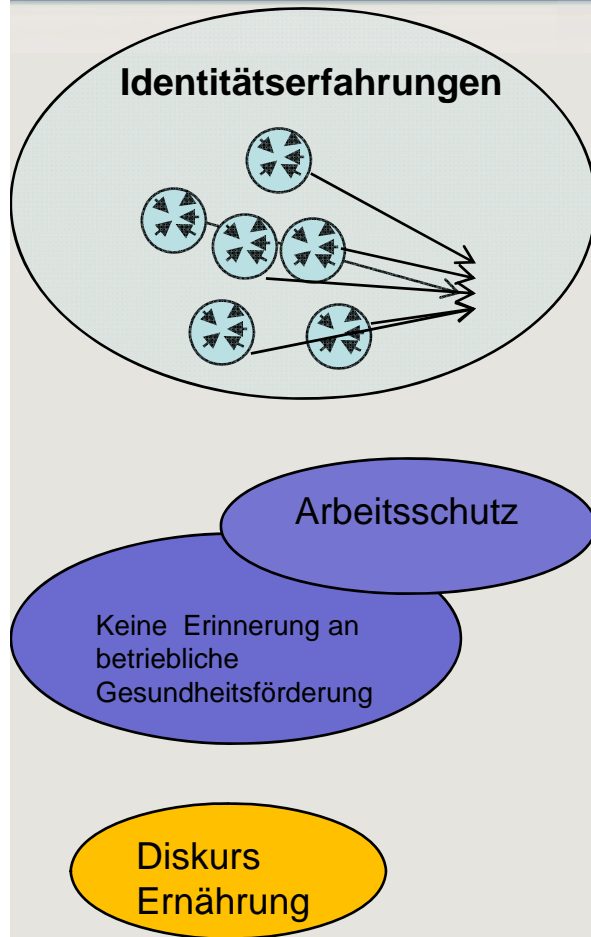 Identitätserfahrungen
Arbeitsschutz
Keine Erinnerung an
betriebliche
Gesundheitsförderung
Diskurs
Ernährung